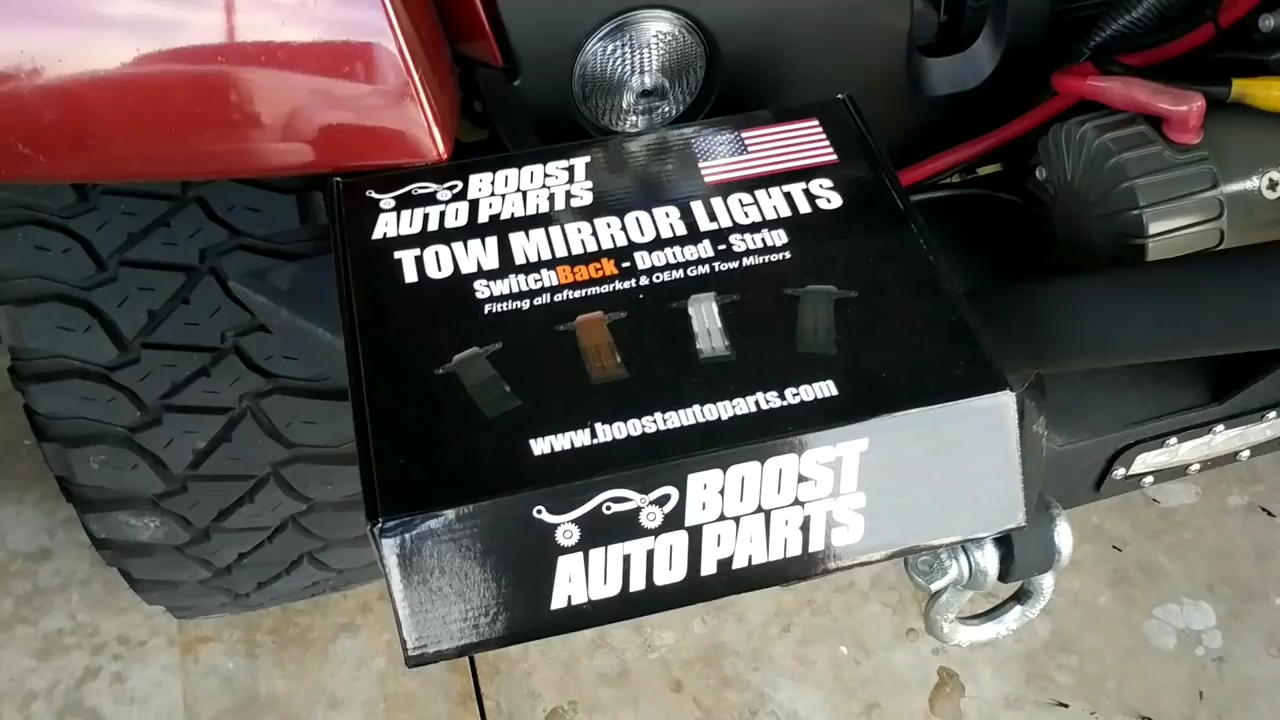 BOOST
AUTO PARTS
TOW MIRROR LIGHTS
SwitchBack - Dotted - Strip
Fitting all aftermarket & OEM GM Tow Mirrors
www.boostautoparts.com
BOOST
AUTO PARTS